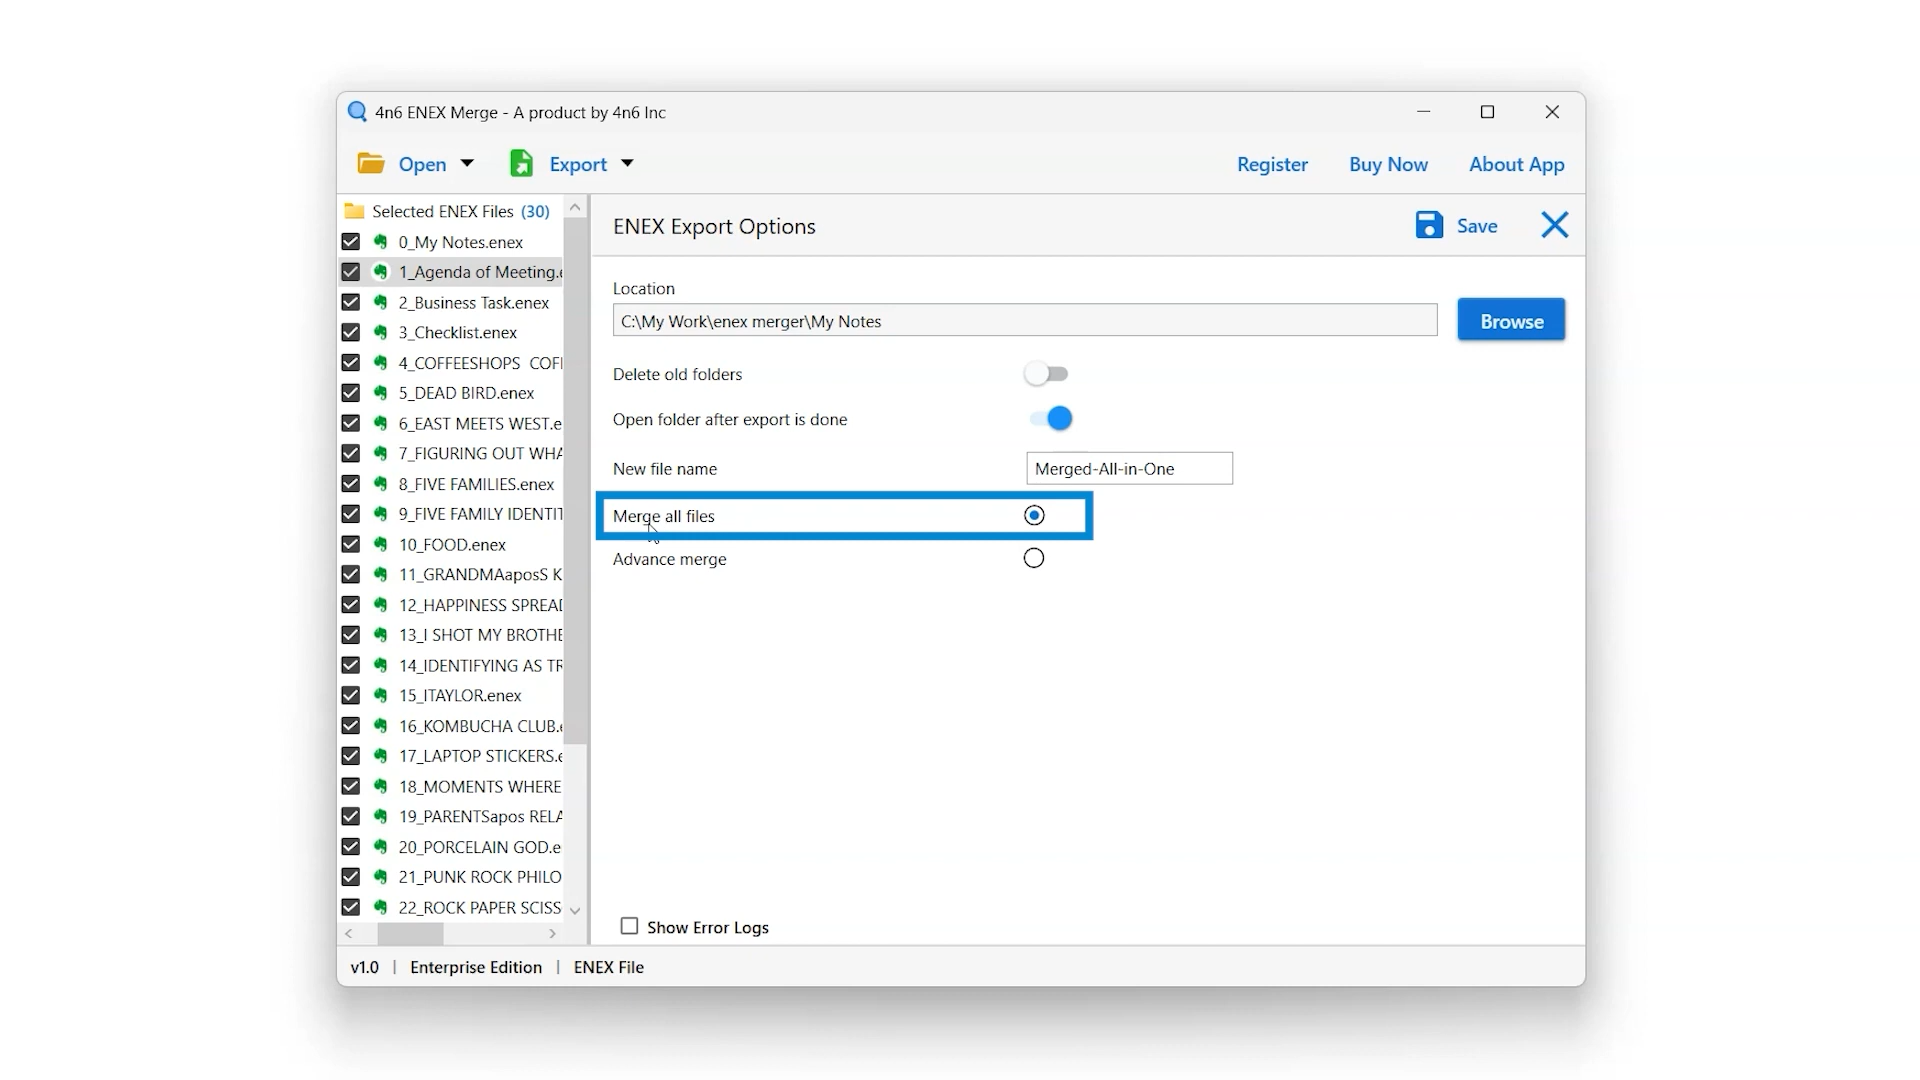 4n6 ENEX Merge - A product by 4n6 Inc
Open Export Register Buy Now About App
Selected ENEX Files (30)
0_My Notes.enex
1_Agenda of Meeting.e
2_Business Task.enex
3_Checklist.enex
4_COFFEESHOPS COFI
5_DEAD BIRD.enex
6_EAST MEETS WEST.e
7_FIGURING OUT WHA
8_FIVE FAMILIES.enex
9_FIVE FAMILY IDENTIT
10_FOOD.enex
11_GRANDMAaposS K
12_HAPPINESS SPREAD
13_I SHOT MY BROTHE
14_IDENTIFYING AS TR
15_ITAYLOR.enex
16_KOMBUCHA CLUB.e
17_LAPTOP STICKERS.e
18_MOMENTS WHERE
19_PARENTSapos RELA
20_PORCELAIN GOD.e
21_PUNK ROCK PHILO
22_ROCK PAPER SCISS
ENEX Export Options Save
Location
C:\My Work\enex merger\My Notes Browse
Delete old folders
Open folder after export is done
New file name Merged-All-in-One
Merge all files
Advance merge
Show Error Logs
v1.0 | Enterprise Edition | ENEX File